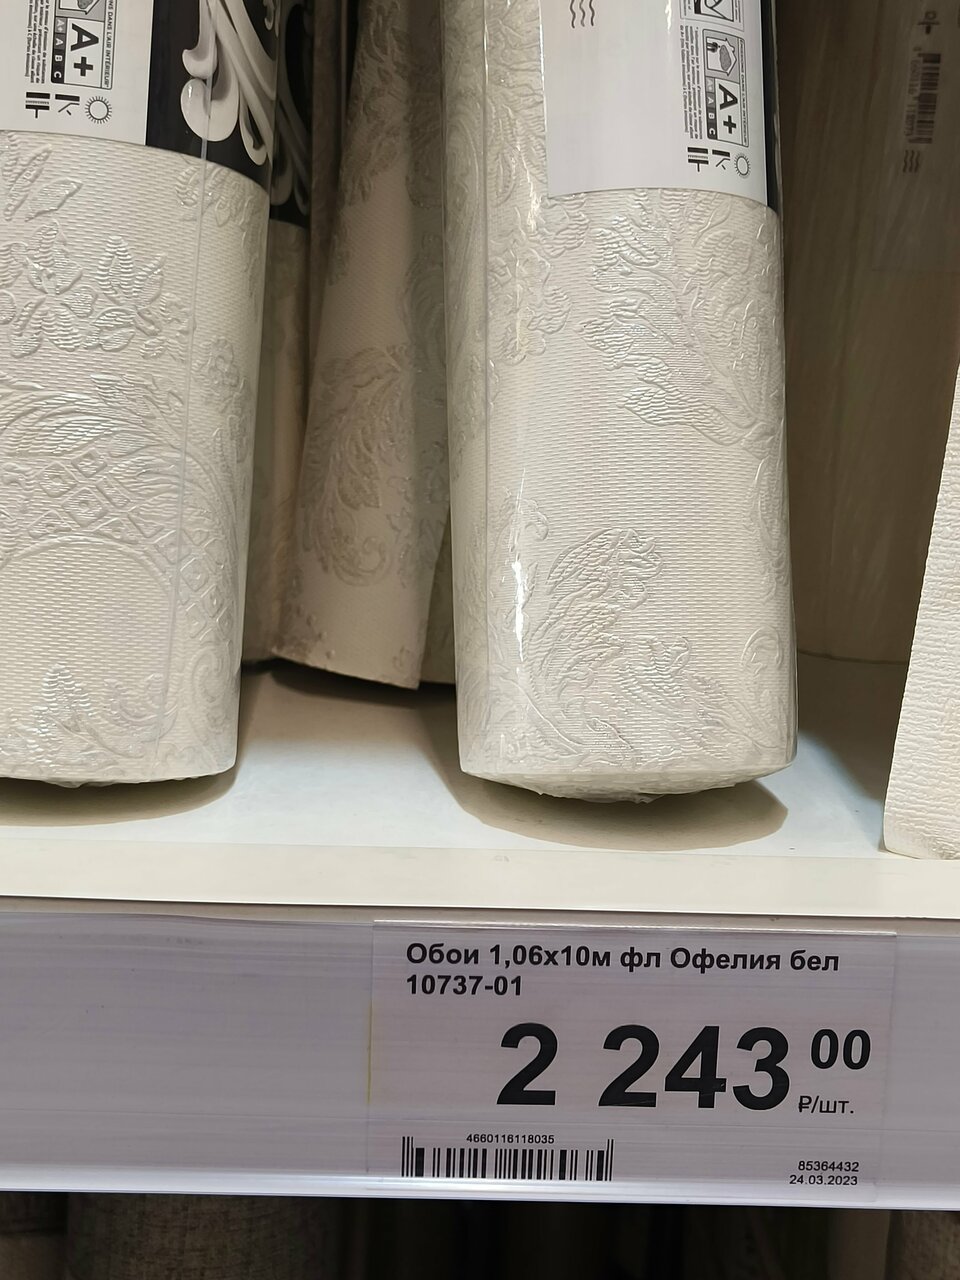 A+
A+ A B C
A+
A+ A B C
Обои 1,06х10м фл Офелия бел
10737-01
2 243 00
₽/шт.
4660116118035
85364432
24.03.2023